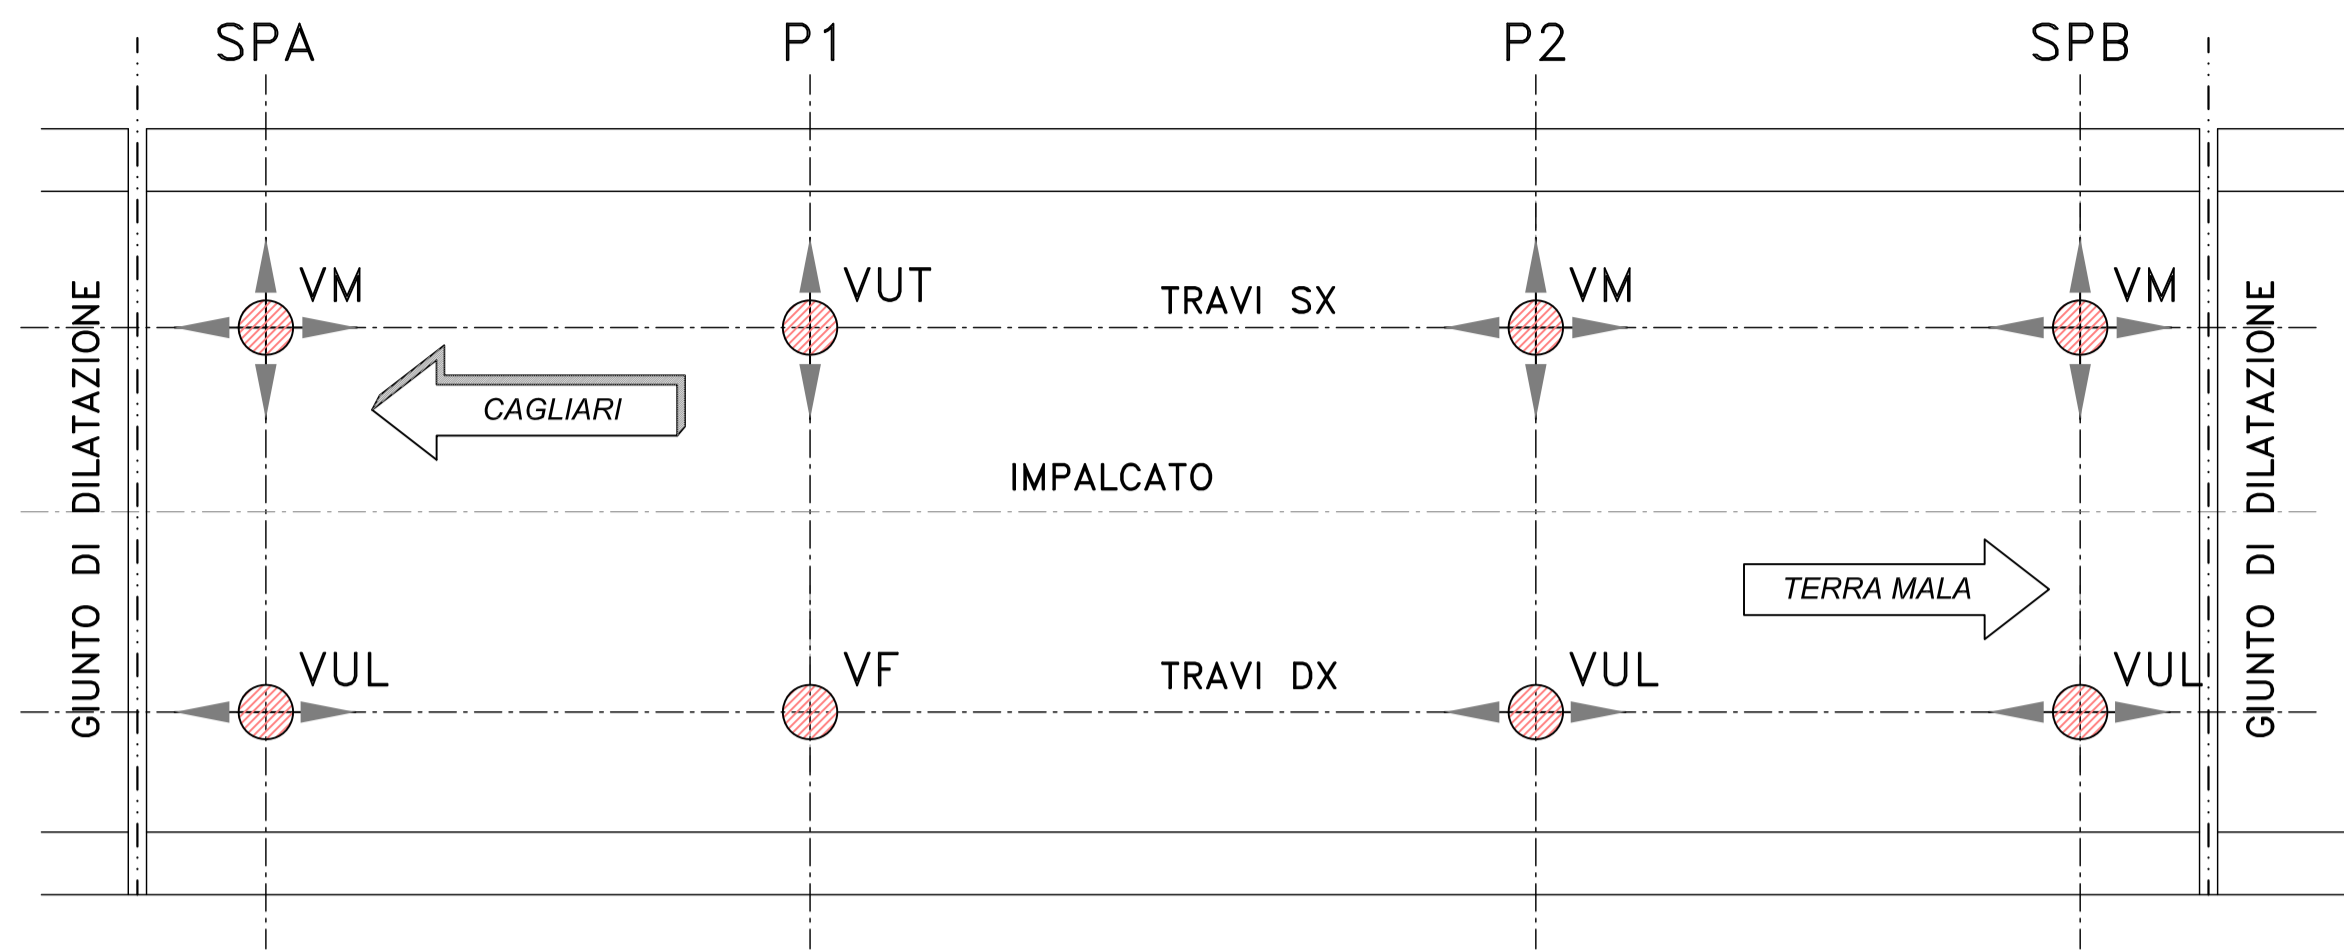 SPA
P1
P2
SPB
VM
VUT
TRAVI SX
VM
VM
GIUNTO DI DILATAZIONE
CAGLIARI
IMPALCATO
GIUNTO DI DILATAZIONE
TERRA MALA
VUL
VF
TRAVI DX
VUL
VUL